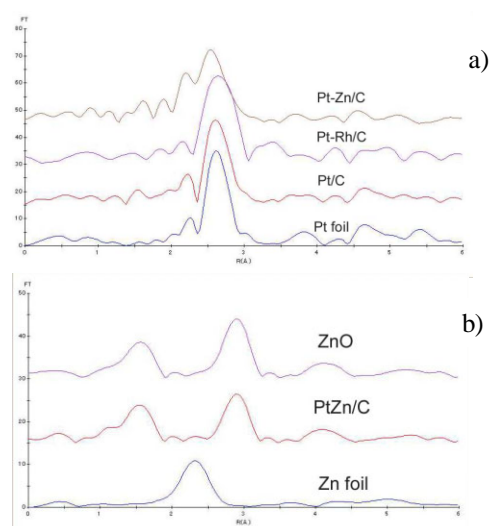 FT
80
a)
70
60
Pt-Zn/C
50
40
Pt-Rh/C
30
Pt/C
20
10
Pt foil
0
0 1 2 3 4 5 6
R(A)
FT
50
b)
ZnO
40
30
PtZn/C
20
10
Zn foil
0
0 1 2 3 4 5 6
R(A)